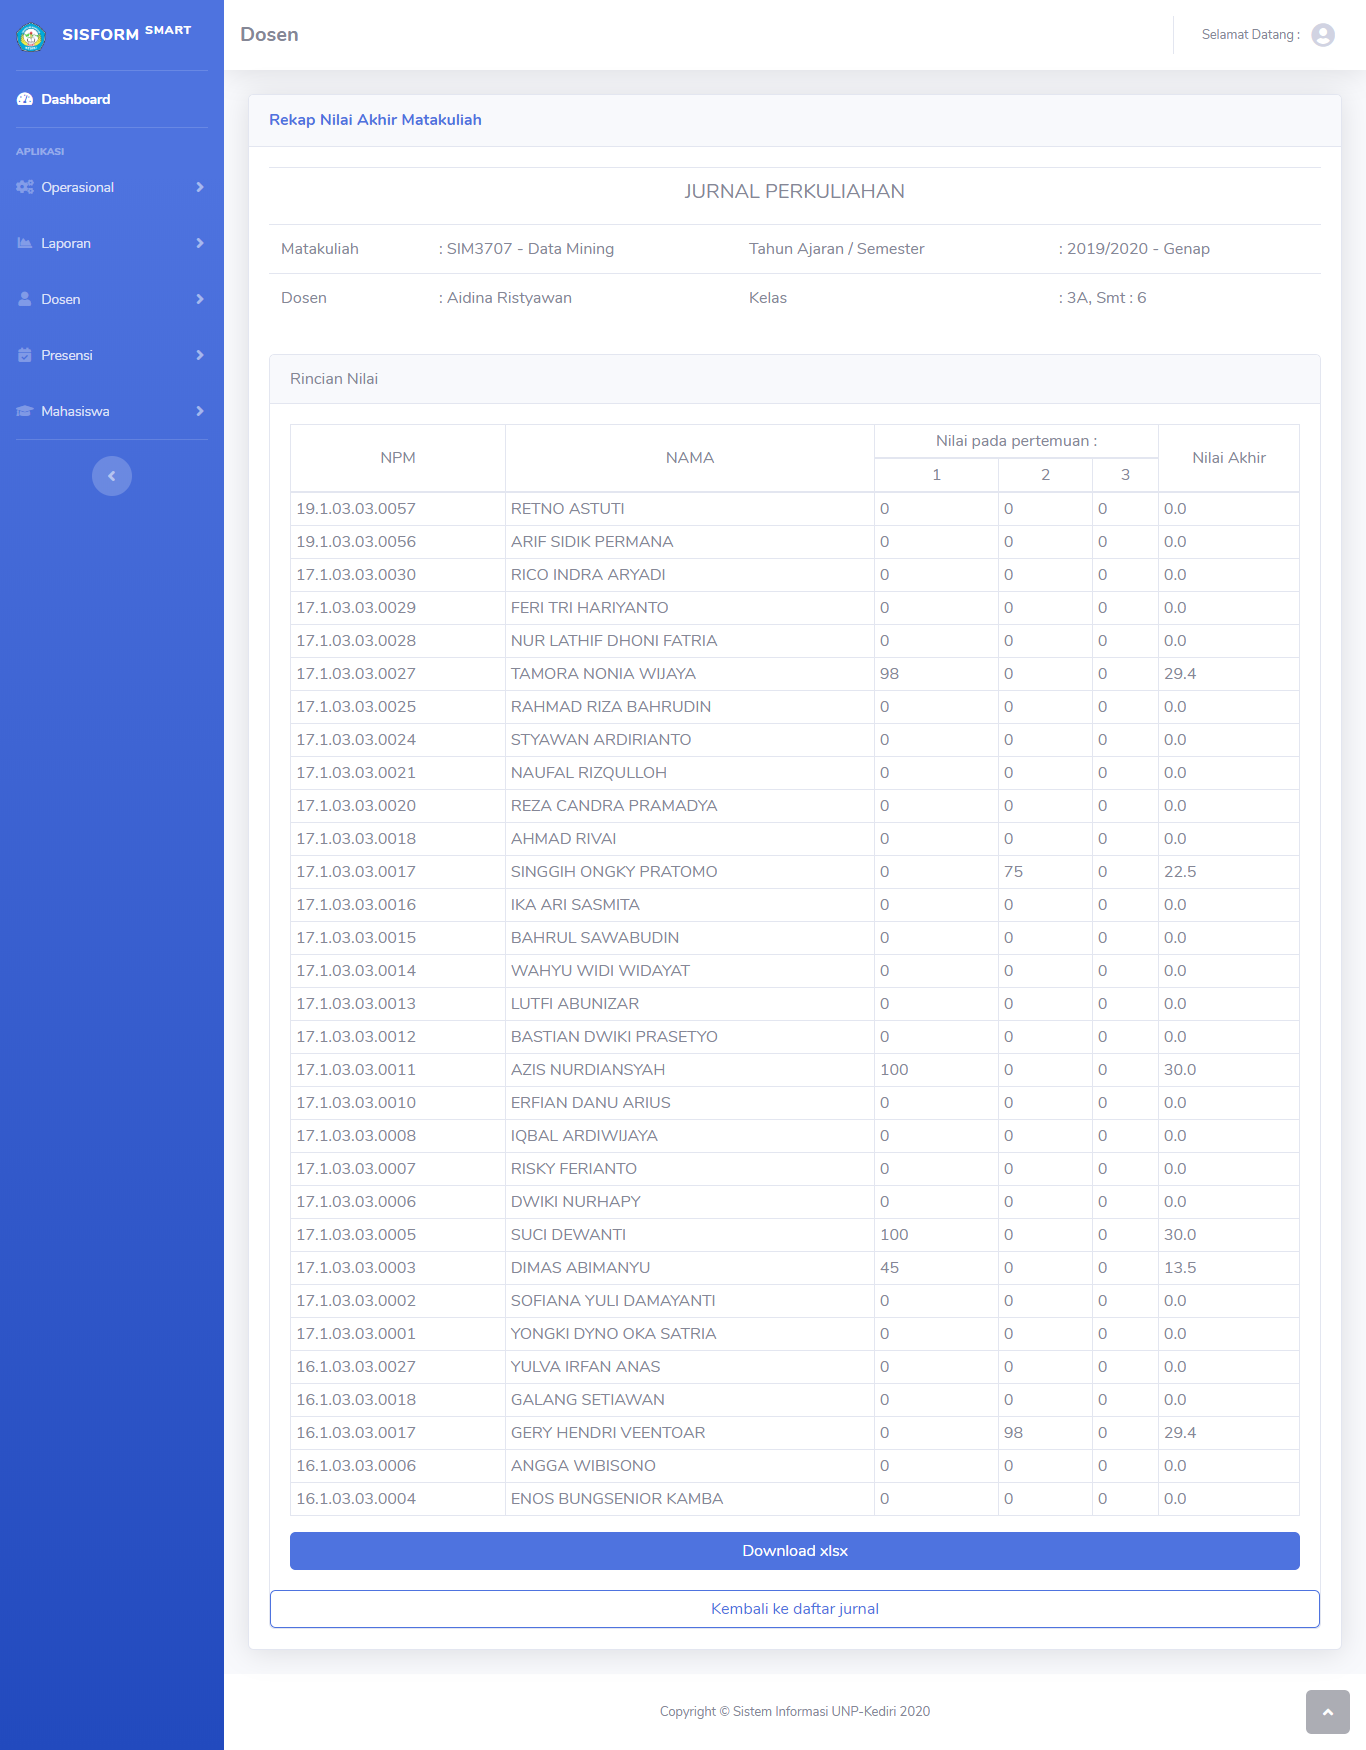 SISFORM SMART
Dosen
Selamat Datang :
Dashboard
APLIKASI
Operasional
Laporan
Dosen
Presensi
Mahasiswa
Rekap Nilai Akhir Matakuliah
JURNAL PERKULIAHAN
Matakuliah : SIM3707 - Data Mining Tahun Ajaran / Semester : 2019/2020 - Genap
Dosen : Aidina Ristyawan Kelas : 3A, Smt : 6
Rincian Nilai
NPM NAMA Nilai pada pertemuan : Nilai Akhir
1 2 3
19.1.03.03.0057 RETNO ASTUTI 0 0 0 0.0
19.1.03.03.0056 ARIF SIDIK PERMANA 0 0 0 0.0
17.1.03.03.0030 RICO INDRA ARYADI 0 0 0 0.0
17.1.03.03.0029 FERI TRI HARIYANTO 0 0 0 0.0
17.1.03.03.0028 NUR LATHIF DHONI FATRIA 0 0 0 0.0
17.1.03.03.0027 TAMORA NONIA WIJAYA 98 0 0 29.4
17.1.03.03.0025 RAHMAD RIZA BAHRUDIN 0 0 0 0.0
17.1.03.03.0024 STYAWAN ARDIRIANTO 0 0 0 0.0
17.1.03.03.0021 NAUFAL RIZQULLOH 0 0 0 0.0
17.1.03.03.0020 REZA CANDRA PRAMADYA 0 0 0 0.0
17.1.03.03.0018 AHMAD RIVAI 0 0 0 0.0
17.1.03.03.0017 SINGGIH ONGKY PRATOMO 0 75 0 22.5
17.1.03.03.0016 IKA ARI SASMITA 0 0 0 0.0
17.1.03.03.0015 BAHRUL SAWABUDIN 0 0 0 0.0
17.1.03.03.0014 WAHYU WIDI WIDAYAT 0 0 0 0.0
17.1.03.03.0013 LUTFI ABUNIZAR 0 0 0 0.0
17.1.03.03.0012 BASTIAN DWIKI PRASETYO 0 0 0 0.0
17.1.03.03.0011 AZIS NURDIANSYAH 100 0 0 30.0
17.1.03.03.0010 ERFIAN DANU ARIUS 0 0 0 0.0
17.1.03.03.0008 IQBAL ARDIWIJAYA 0 0 0 0.0
17.1.03.03.0007 RISKY FERIANTO 0 0 0 0.0
17.1.03.03.0006 DWIKI NURHAPY 0 0 0 0.0
17.1.03.03.0005 SUCI DEWANTI 100 0 0 30.0
17.1.03.03.0003 DIMAS ABIMANYU 45 0 0 13.5
17.1.03.03.0002 SOFIANA YULI DAMAYANTI 0 0 0 0.0
17.1.03.03.0001 YONGKI DYNO OKA SATRIA 0 0 0 0.0
16.1.03.03.0027 YULVA IRFAN ANAS 0 0 0 0.0
16.1.03.03.0018 GALANG SETIAWAN 0 0 0 0.0
16.1.03.03.0017 GERY HENDRI VEENTOAR 0 98 0 29.4
16.1.03.03.0006 ANGGA WIBISONO 0 0 0 0.0
16.1.03.03.0004 ENOS BUNGSENIOR KAMBA 0 0 0 0.0
Download xlsx
Kembali ke daftar jurnal
Copyright © Sistem Informasi UNP-Kediri 2020